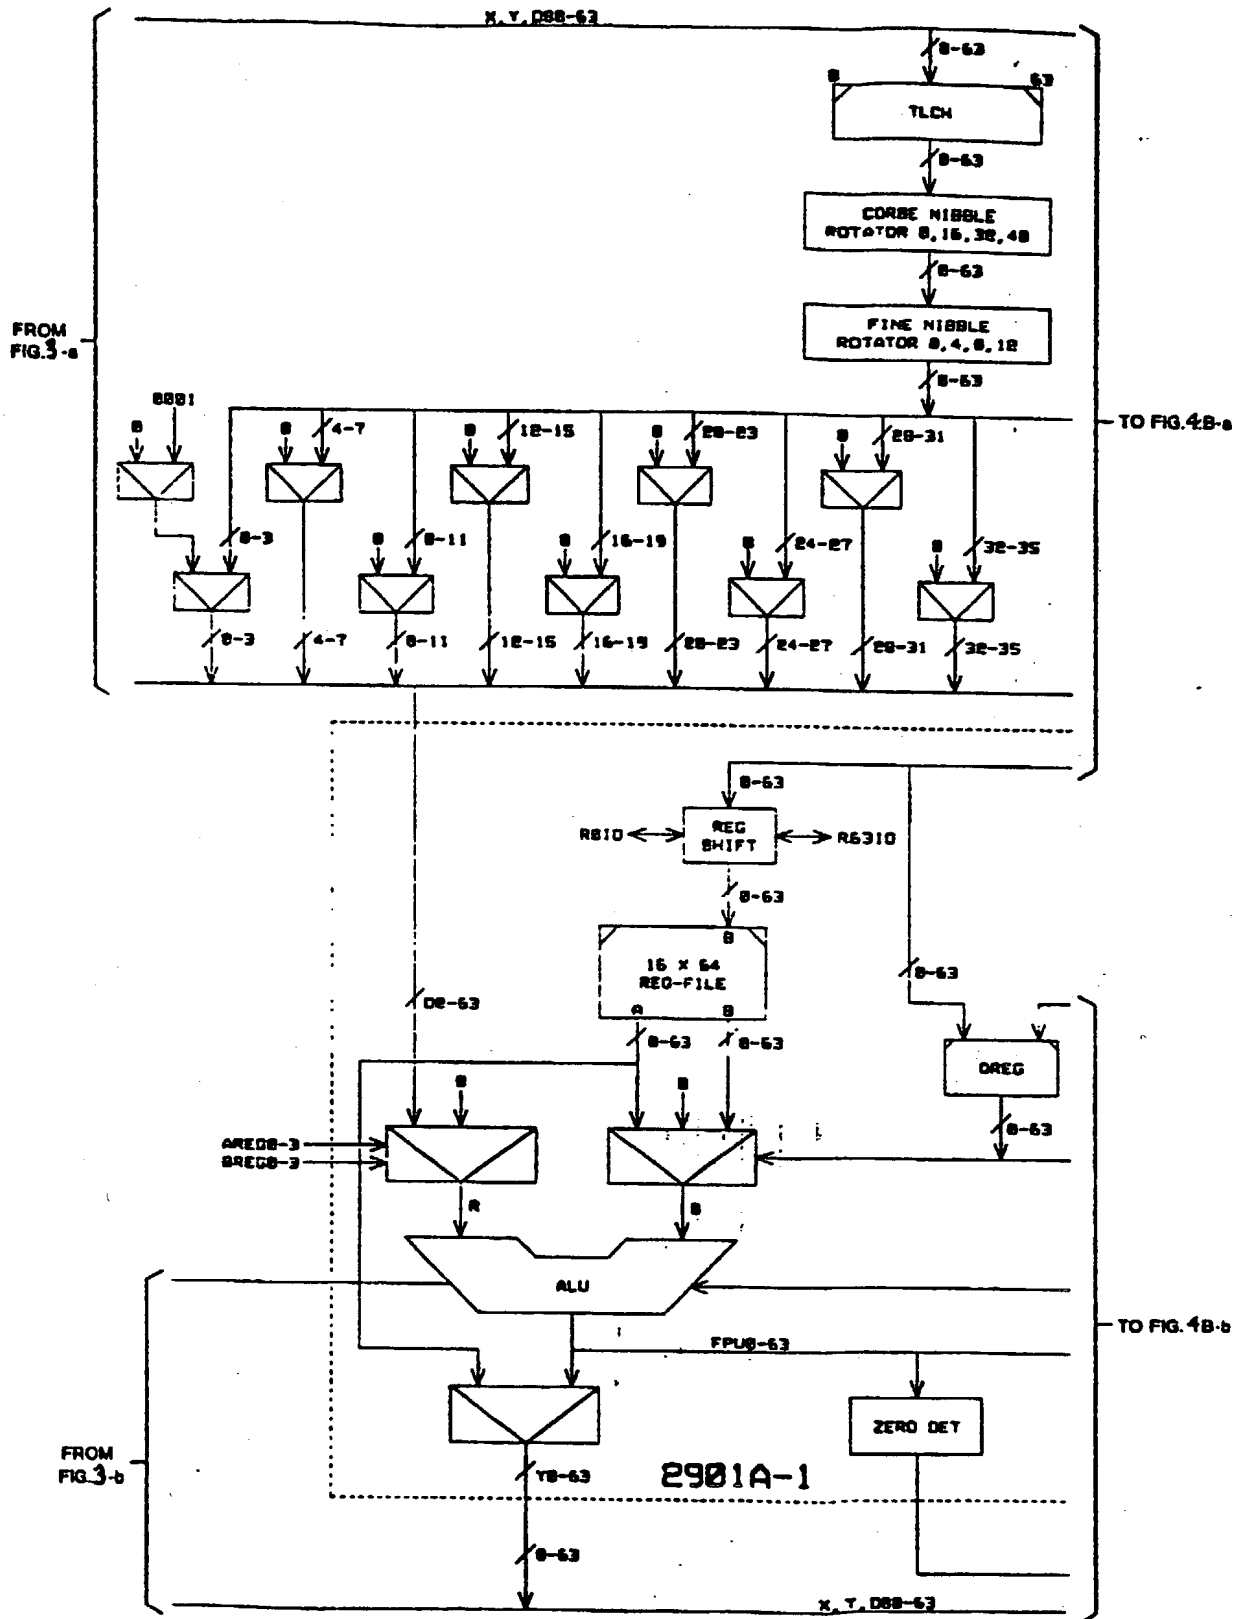 X, Y, DS0-63
0-63
0
63
TLCH
0-63
CORSE NIBBLE
ROTATOR 0,16,32,48
0-63
FINE NIBBLE
ROTATOR 0,4,8,12
0-63
FROM
FIG.3-a
TO FIG.4B-a
0001
0
0
4-7
0
12-15
0
20-23
0
28-31
0-3
0
8-11
0
16-19
0
24-27
0
32-35
0-3
4-7
8-11
12-15
16-19
20-23
24-27
28-31
32-35
0-63
R0IO
REG
SHIFT
R63IO
0-63
B
16 X 64
REG-FILE
A
B
0-63
D0-63
0-63
0-63
QREG
0
0
0-63
AREG0-3
BREG0-3
R
S
ALU
FPU0-63
TO FIG.4B-b
ZERO DET
FROM
FIG.3-b
Y0-63
2901A-1
0-63
X, Y, DS0-63